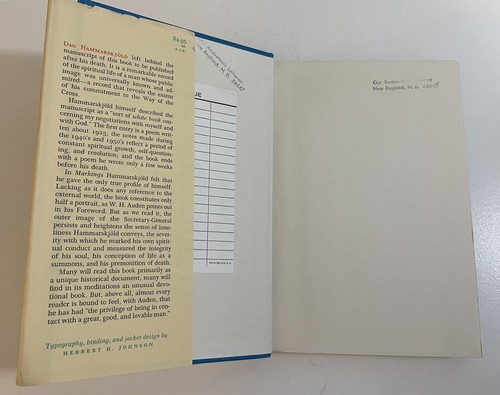 $4.95
IN
U.S.A.
DAG HAMMARSKJÖLD left behind the
manuscript of this book to be published
after his death. It is a remarkable record
of the spiritual life of a man whose public
image was universally known and ad-
mired—a record that reveals the extent
of his commitment to the Way of the
Cross.
Hammarskjöld himself described the
manuscript as a "sort of white book con-
cerning my negotiations with myself and
with God." The first entry is a poem writ-
ten about 1925; the notes made during
the 1940's and 1950's reflect a period of
constant spiritual growth, self-question-
ing, and resolution; and the book ends
with a poem he wrote only a few weeks
before his death.
In Markings Hammarskjöld felt that
he gave the only true profile of himself.
Lacking as it does any reference to the
external world, the book constitutes only
half a portrait, as W. H. Auden points out
in his Foreword. But as we read it, the
outer image of the Secretary-General
persists and heightens the sense of lone-
liness Hammarskjöld conveys, the sever-
ity with which he marked his own spirit-
ual conduct and measured the integrity
of his soul, his conception of life as a
summons, and his premonition of death.
Many will read this book primarily as
a unique historical document; many will
find in its meditations an unusual devo-
tional book. But, above all, almost every
reader is bound to feel, with Auden, that
he has had "the privilege of being in con-
tact with a great, good, and lovable man."
Typography, binding, and jacket design by
HERBERT H. JOHNSON
New England, N. D.
UE
PRINTED IN U.S.A.
Our
New England, N. D.